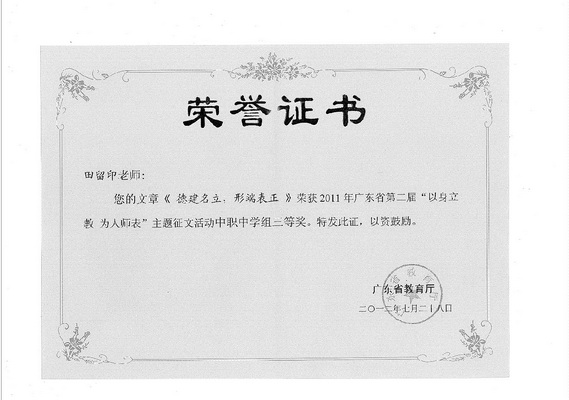 荣誉证书
田留印老师：
您的文章《 德建名立，形端表正 》荣获2011年广东省第二届“以身立
教 为人师表”主题征文活动中职中学组三等奖。特发此证，以资鼓励。
广东省教育厅
二〇一二年七月二十八日